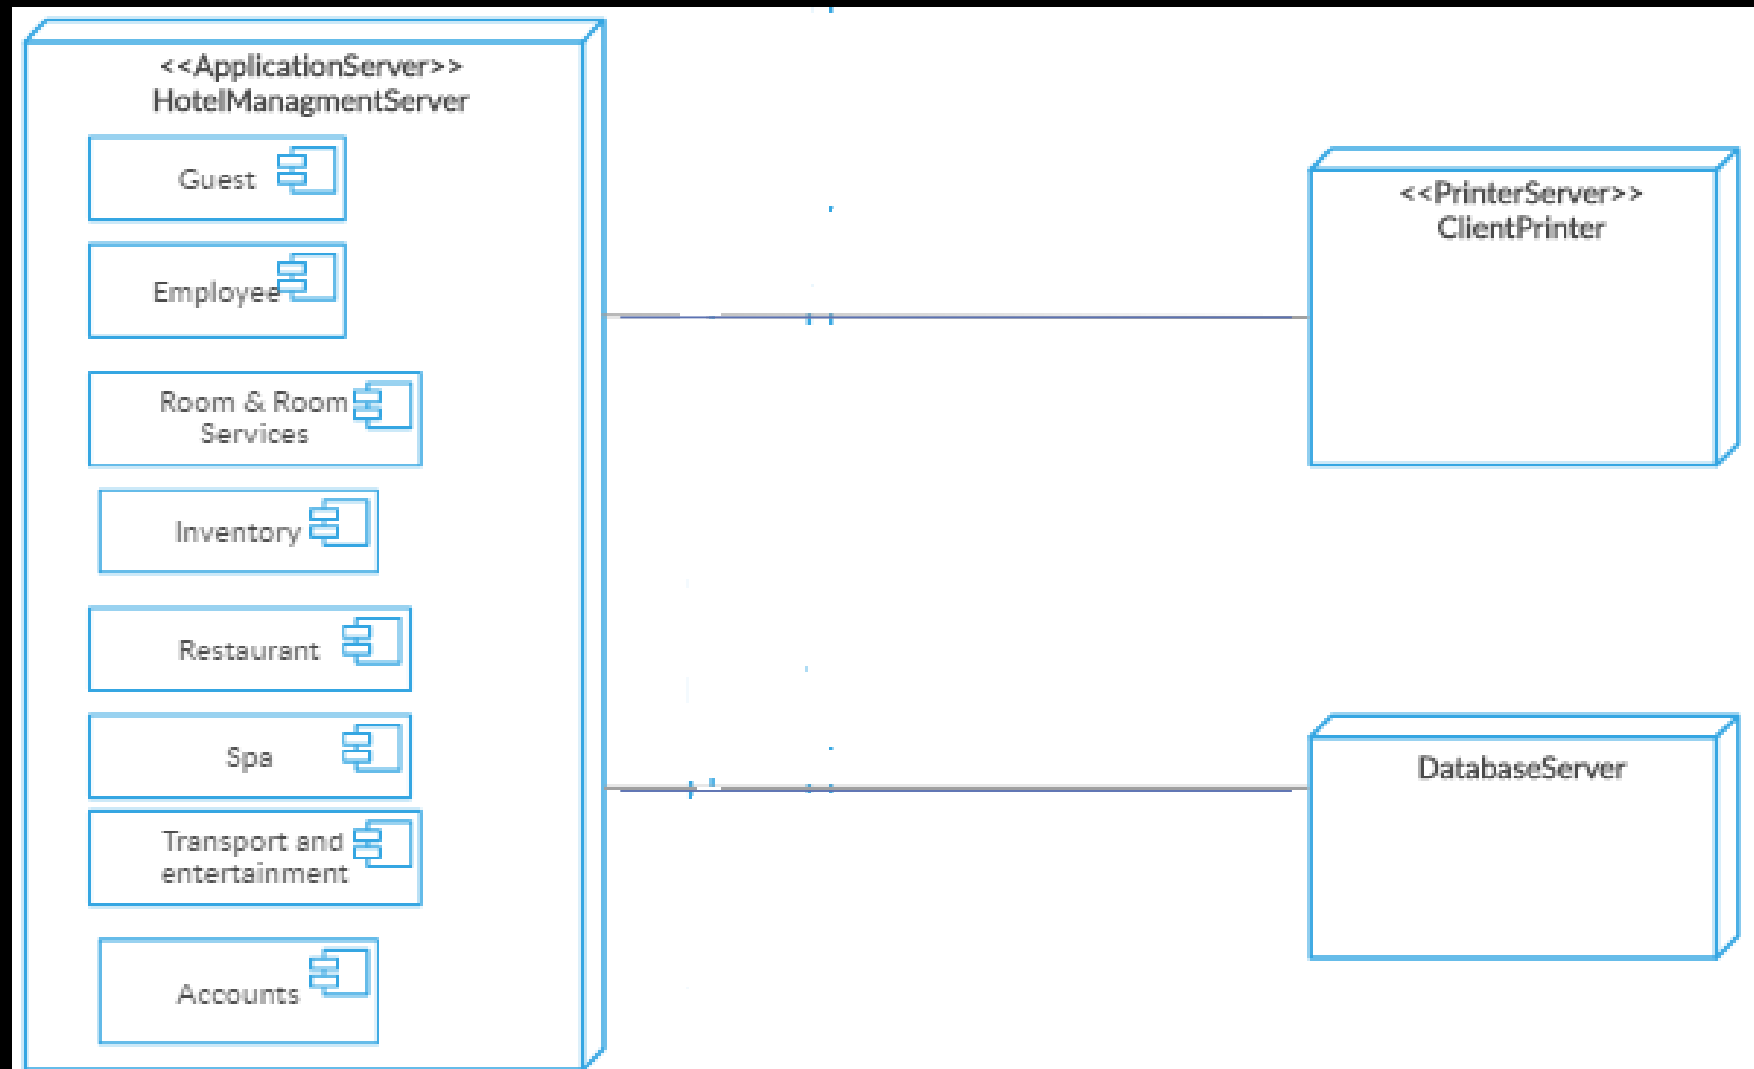 <<ApplicationServer>>
HotelManagmentServer
Guest
Employee
Room & Room
Services
Inventory
Restaurant
Spa
Transport and
entertainment
Accounts
<<PrinterServer>>
ClientPrinter
DatabaseServer